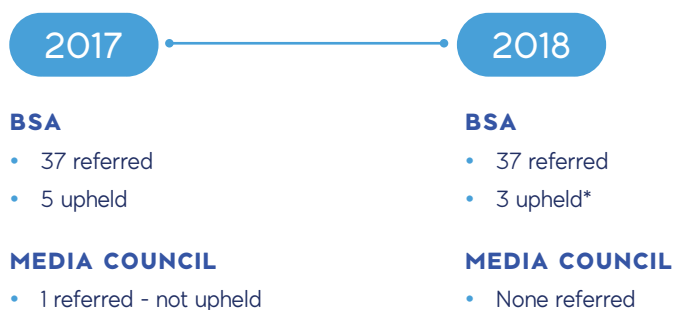 2017
2018
BSA
• 37 referred
• 5 upheld
MEDIA COUNCIL
• 1 referred - not upheld
BSA
• 37 referred
• 3 upheld*
MEDIA COUNCIL
• None referred